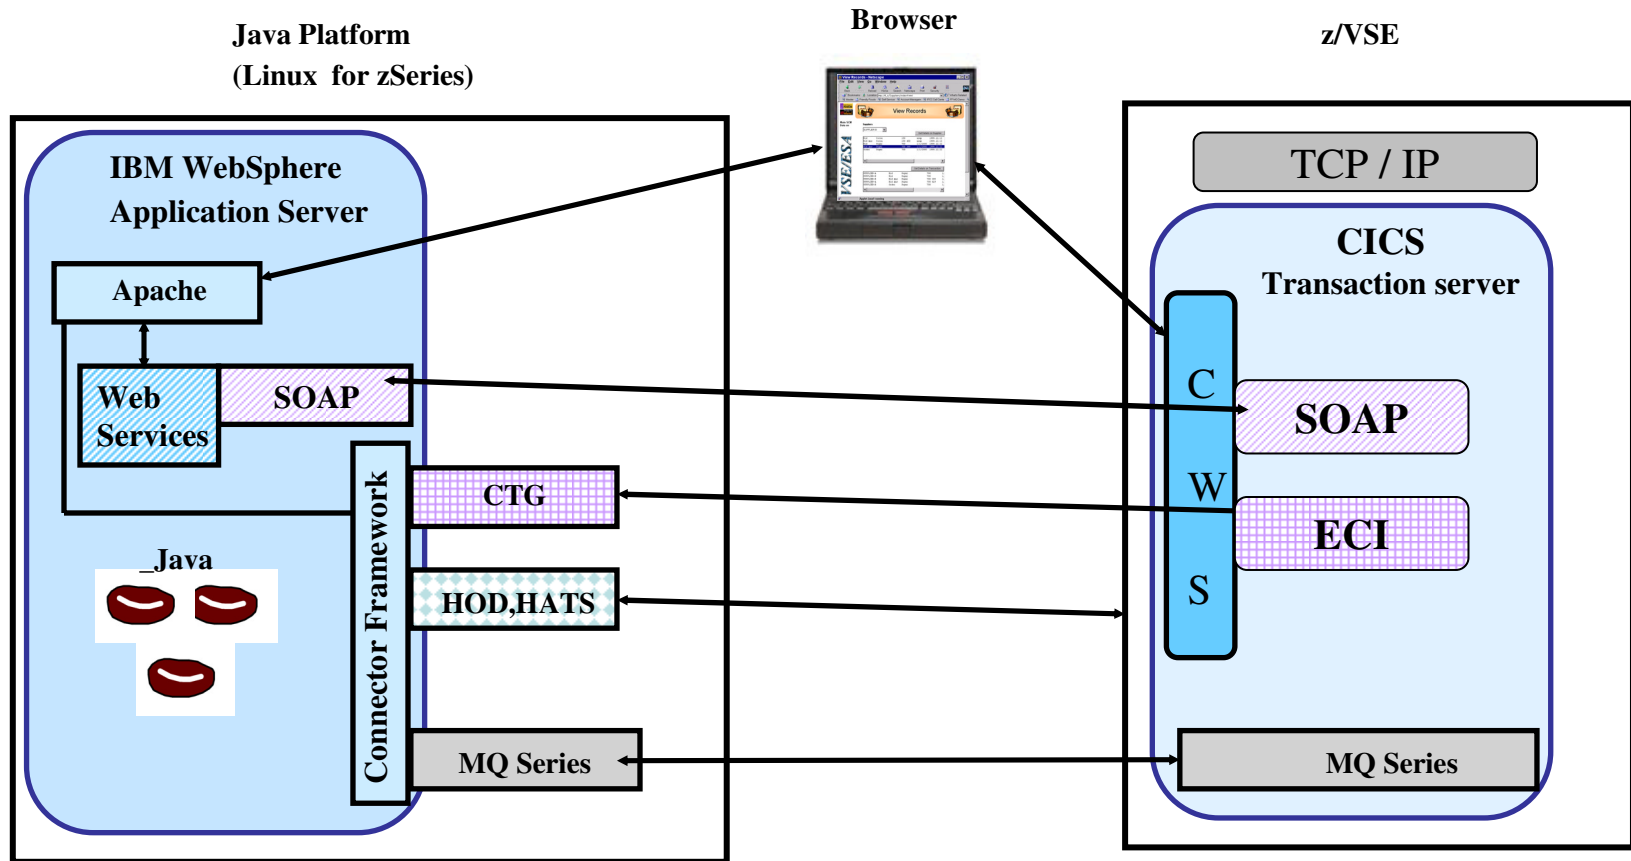 Browser
Java Platform
(Linux for zSeries)
z/VSE
View Records
VSE/ESA
IBM WebSphere
Application Server
TCP / IP
CICS
Transaction server
Apache
Web
Services
SOAP
C
W
S
SOAP
ECI
Connector Framework
CTG
HOD,HATS
_Java
MQ Series
MQ Series